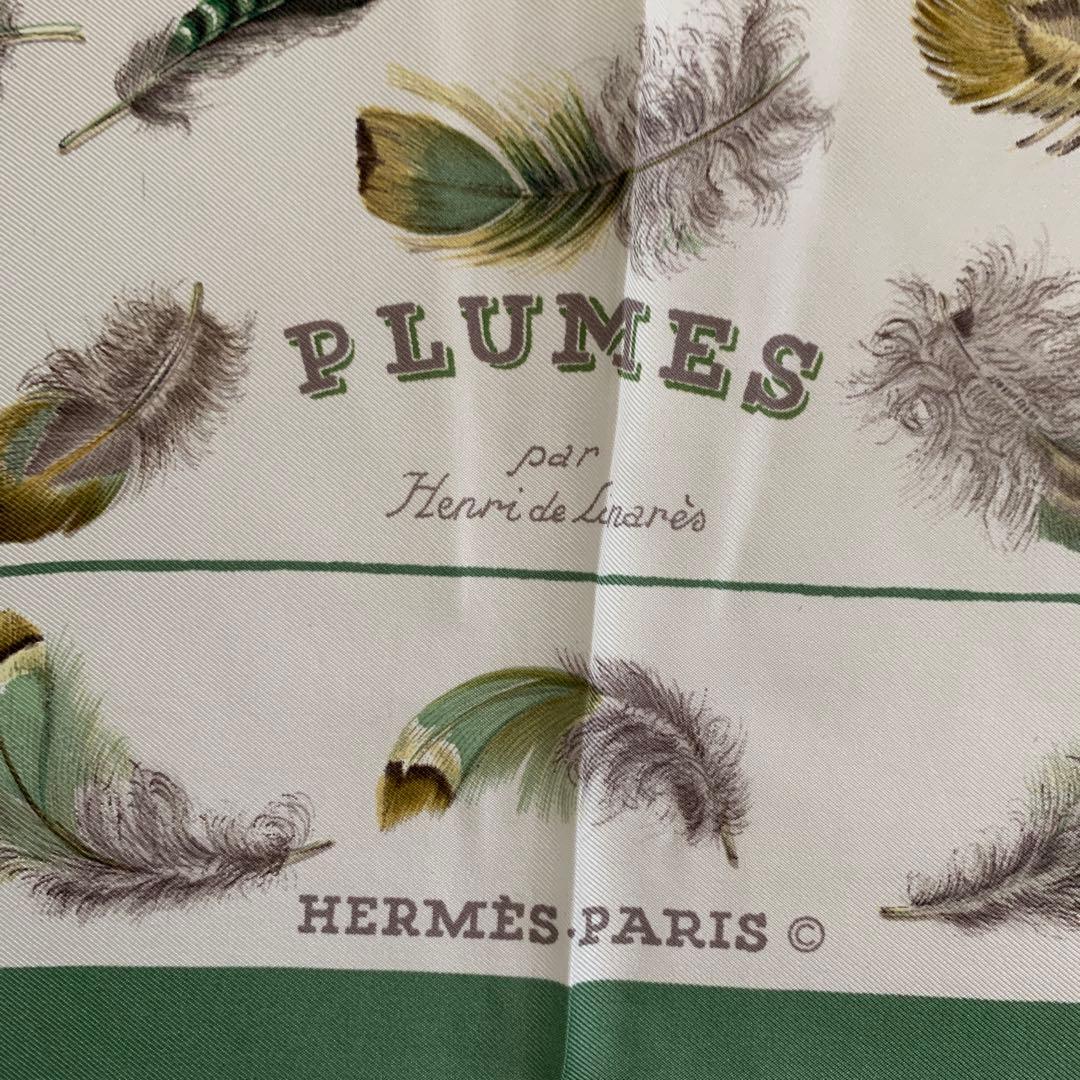 PLUMES
par
Henri de Linarès
HERMÈS-PARIS ©